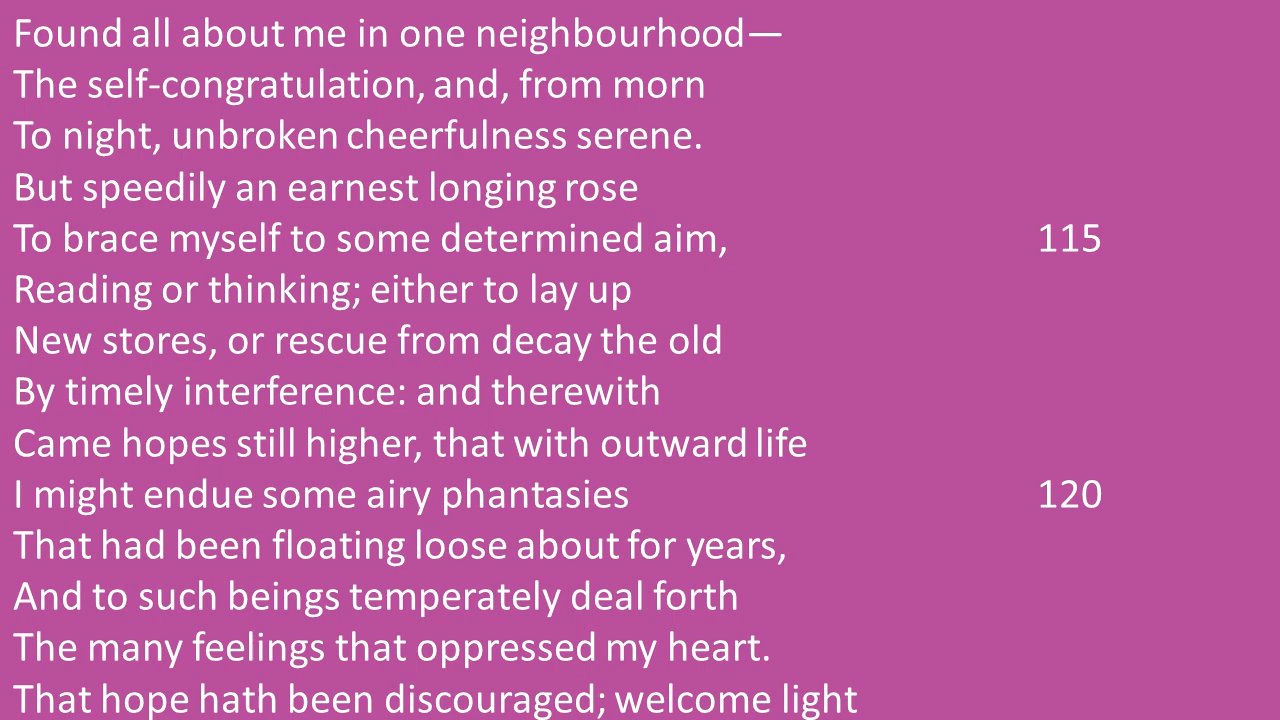 Found all about me in one neighbourhood—
The self-congratulation, and, from morn
To night, unbroken cheerfulness serene.
But speedily an earnest longing rose
To brace myself to some determined aim, 115
Reading or thinking; either to lay up
New stores, or rescue from decay the old
By timely interference: and therewith
Came hopes still higher, that with outward life
I might endue some airy phantasies 120
That had been floating loose about for years,
And to such beings temperately deal forth
The many feelings that oppressed my heart.
That hope hath been discouraged; welcome light